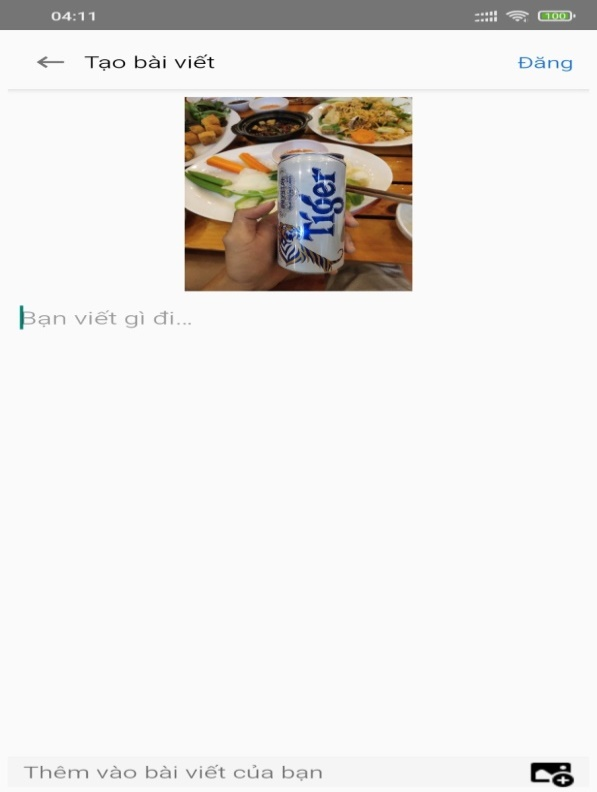 04:11
100
Tạo bài viết
Đăng
Tiger
Bạn viết gì đi...
Thêm vào bài viết của bạn